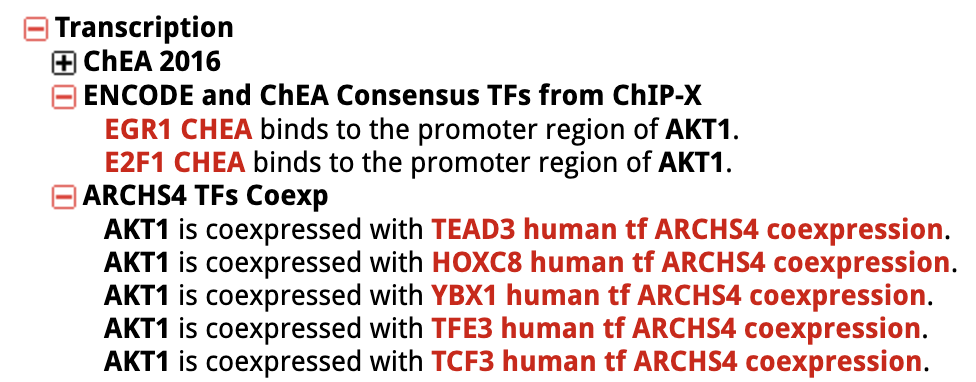 Transcription
ChEA 2016
ENCODE and ChEA Consensus TFs from ChIP-X
EGR1 CHEA binds to the promoter region of AKT1.
E2F1 CHEA binds to the promoter region of AKT1.
ARCHS4 TFs Coexp
AKT1 is coexpressed with TEAD3 human tf ARCHS4 coexpression.
AKT1 is coexpressed with HOXC8 human tf ARCHS4 coexpression.
AKT1 is coexpressed with YBX1 human tf ARCHS4 coexpression.
AKT1 is coexpressed with TFE3 human tf ARCHS4 coexpression.
AKT1 is coexpressed with TCF3 human tf ARCHS4 coexpression.